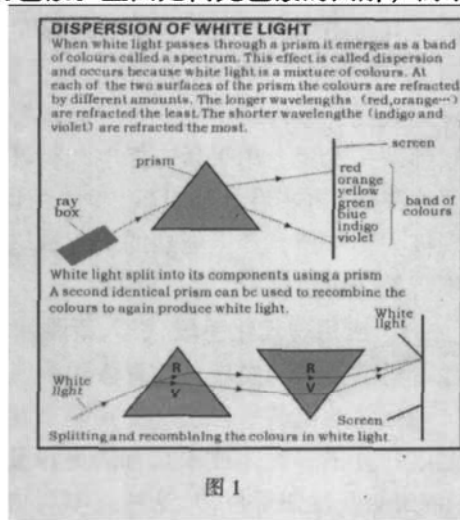 DISPERSION OF WHITE LIGHT
When white light passes through a prism it emerges as a band
of colours called a spectrum. This effect is called dispersion
and occurs because white light is a mixture of colours. At
each of the two surfaces of the prism the colours are refracted
by different amounts. The longer wavelengths (red,orange…)
are refracted the least. The shorter wavelengths (indigo and
violet) are refracted the most.
screen
prism
red
orange
yellow
green
blue
indigo
violet
band of
colours
ray
box
White light split into its components using a prism
A second identical prism can be used to recombine the
colours to again produce white light.
White
light
R
V
R
V
White
light
Screen
Splitting and recombining the colours in white light.
图 1